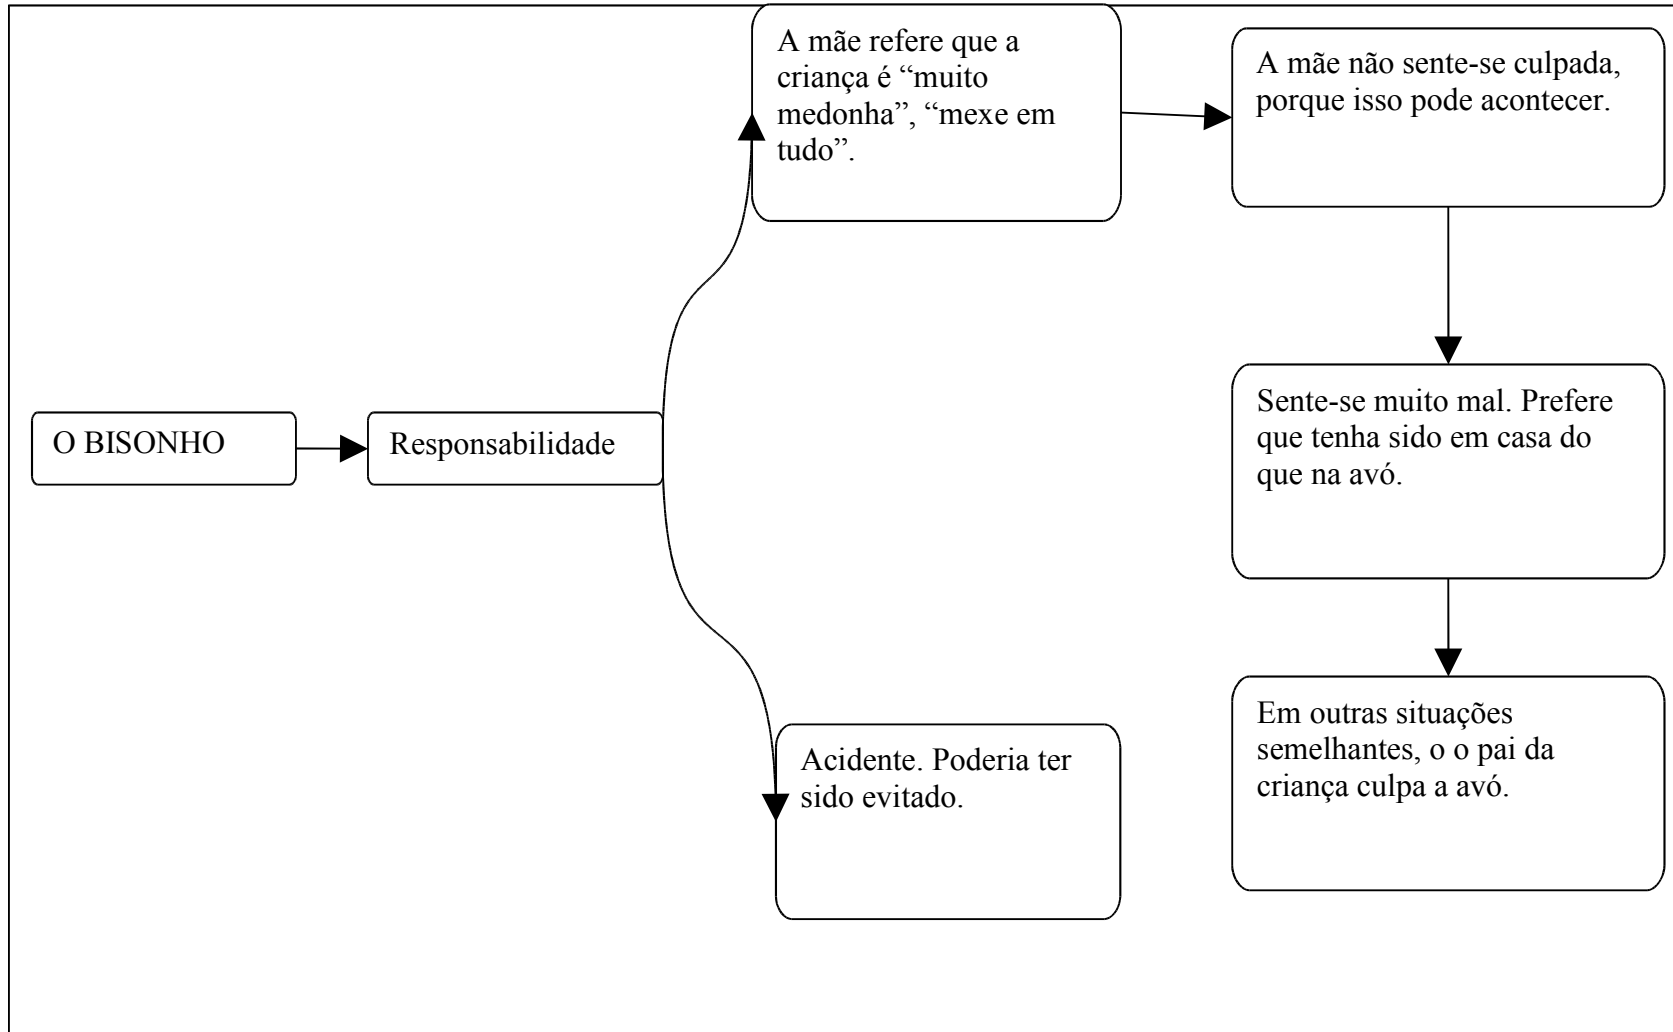 O BISONHO
Responsabilidade
A mãe refere que a
criança é “muito
medonha”, “mexe em
tudo”.
A mãe não sente-se culpada,
porque isso pode acontecer.
Sente-se muito mal. Prefere
que tenha sido em casa do
que na avó.
Em outras situações
semelhantes, o o pai da
criança culpa a avó.
Acidente. Poderia ter
sido evitado.